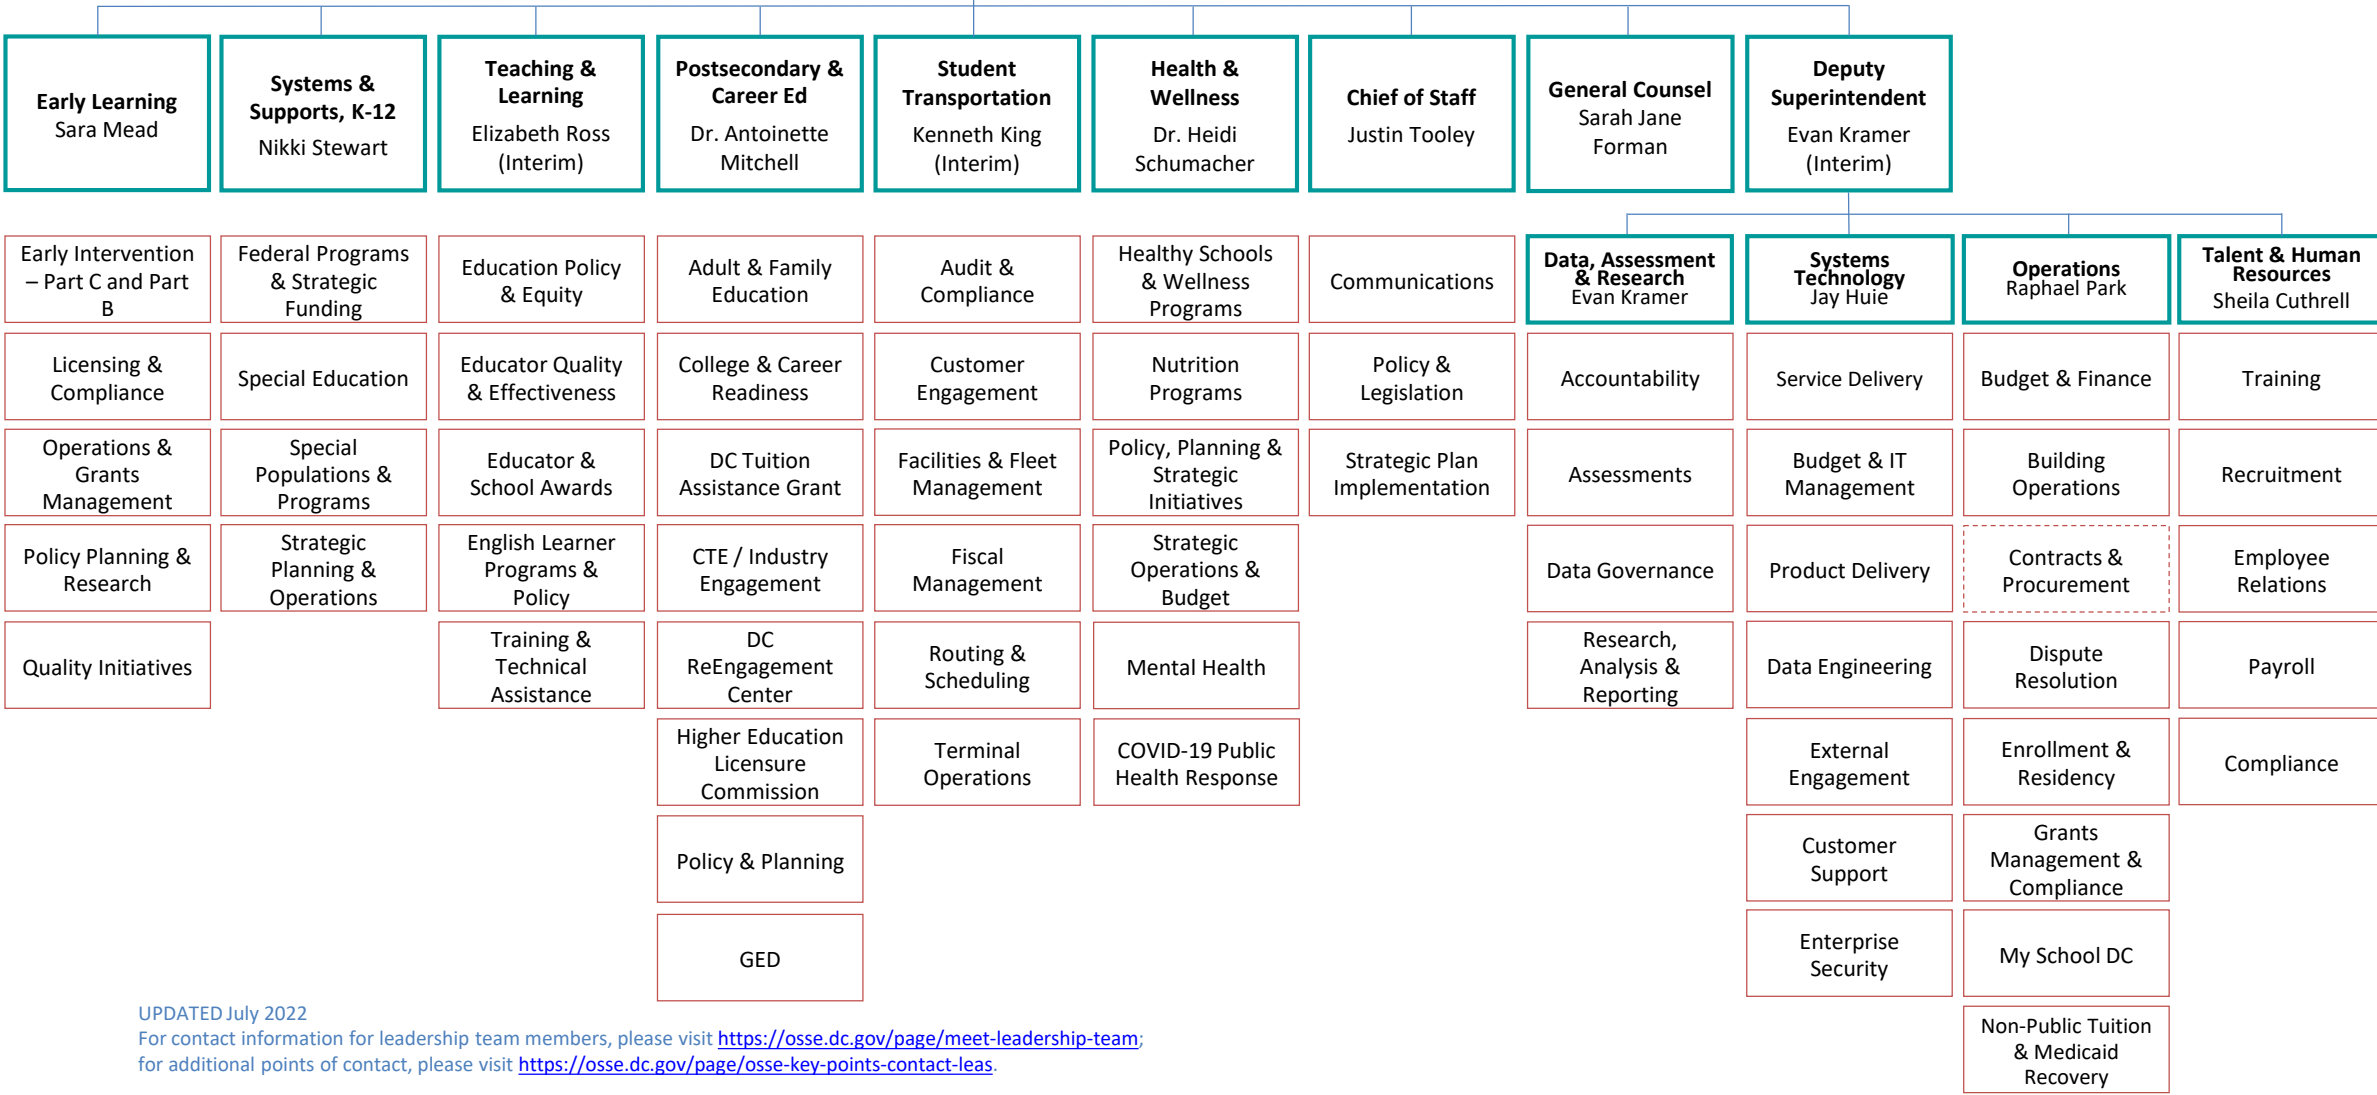 Early Learning
Sara Mead
Systems &
Supports, K-12
Nikki Stewart
Teaching &
Learning
Elizabeth Ross
(Interim)
Postsecondary &
Career Ed
Dr. Antoinette
Mitchell
Student
Transportation
Kenneth King
(Interim)
Health &
Wellness
Dr. Heidi
Schumacher
Chief of Staff
Justin Tooley
General Counsel
Sarah Jane
Forman
Deputy
Superintendent
Evan Kramer
(Interim)
Early Intervention
– Part C and Part
B
Licensing &
Compliance
Operations &
Grants
Management
Policy Planning &
Research
Quality Initiatives
Federal Programs
& Strategic
Funding
Special Education
Special
Populations &
Programs
Strategic
Planning &
Operations
Education Policy
& Equity
Educator Quality
& Effectiveness
Educator &
School Awards
English Learner
Programs &
Policy
Training &
Technical
Assistance
Adult & Family
Education
College & Career
Readiness
DC Tuition
Assistance Grant
CTE / Industry
Engagement
DC
ReEngagement
Center
Higher Education
Licensure
Commission
Policy & Planning
GED
Audit &
Compliance
Customer
Engagement
Facilities & Fleet
Management
Fiscal
Management
Routing &
Scheduling
Terminal
Operations
Healthy Schools
& Wellness
Programs
Nutrition
Programs
Policy, Planning &
Strategic
Initiatives
Strategic
Operations &
Budget
Mental Health
COVID-19 Public
Health Response
Communications
Policy &
Legislation
Strategic Plan
Implementation
Data, Assessment
& Research
Evan Kramer
Accountability
Assessments
Data Governance
Research,
Analysis &
Reporting
Systems
Technology
Jay Huie
Service Delivery
Budget & IT
Management
Product Delivery
Data Engineering
External
Engagement
Customer
Support
Enterprise
Security
Operations
Raphael Park
Budget & Finance
Building
Operations
Contracts &
Procurement
Dispute
Resolution
Enrollment &
Residency
Grants
Management &
Compliance
My School DC
Non-Public Tuition
& Medicaid
Recovery
Talent & Human
Resources
Sheila Cuthrell
Training
Recruitment
Employee
Relations
Payroll
Compliance
UPDATED July 2022
For contact information for leadership team members, please visit https://osse.dc.gov/page/meet-leadership-team;
for additional points of contact, please visit https://osse.dc.gov/page/osse-key-points-contact-leas.